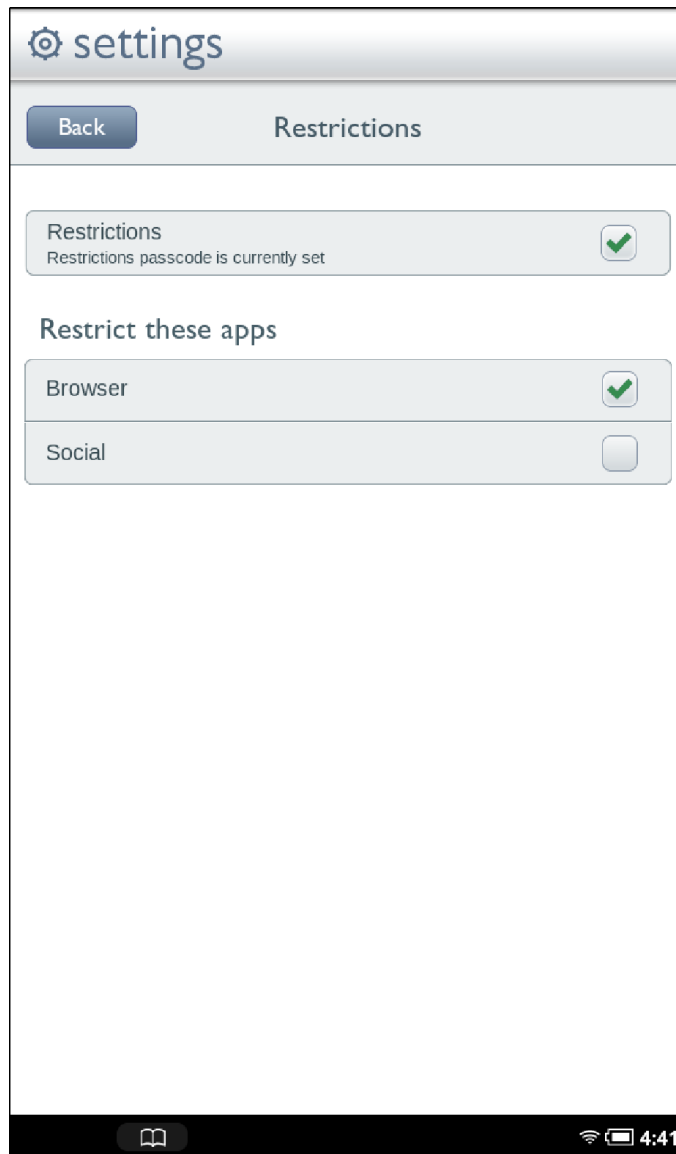 settings
Back
Restrictions
Restrictions
Restrictions passcode is currently set
Restrict these apps
Browser
Social
4:41